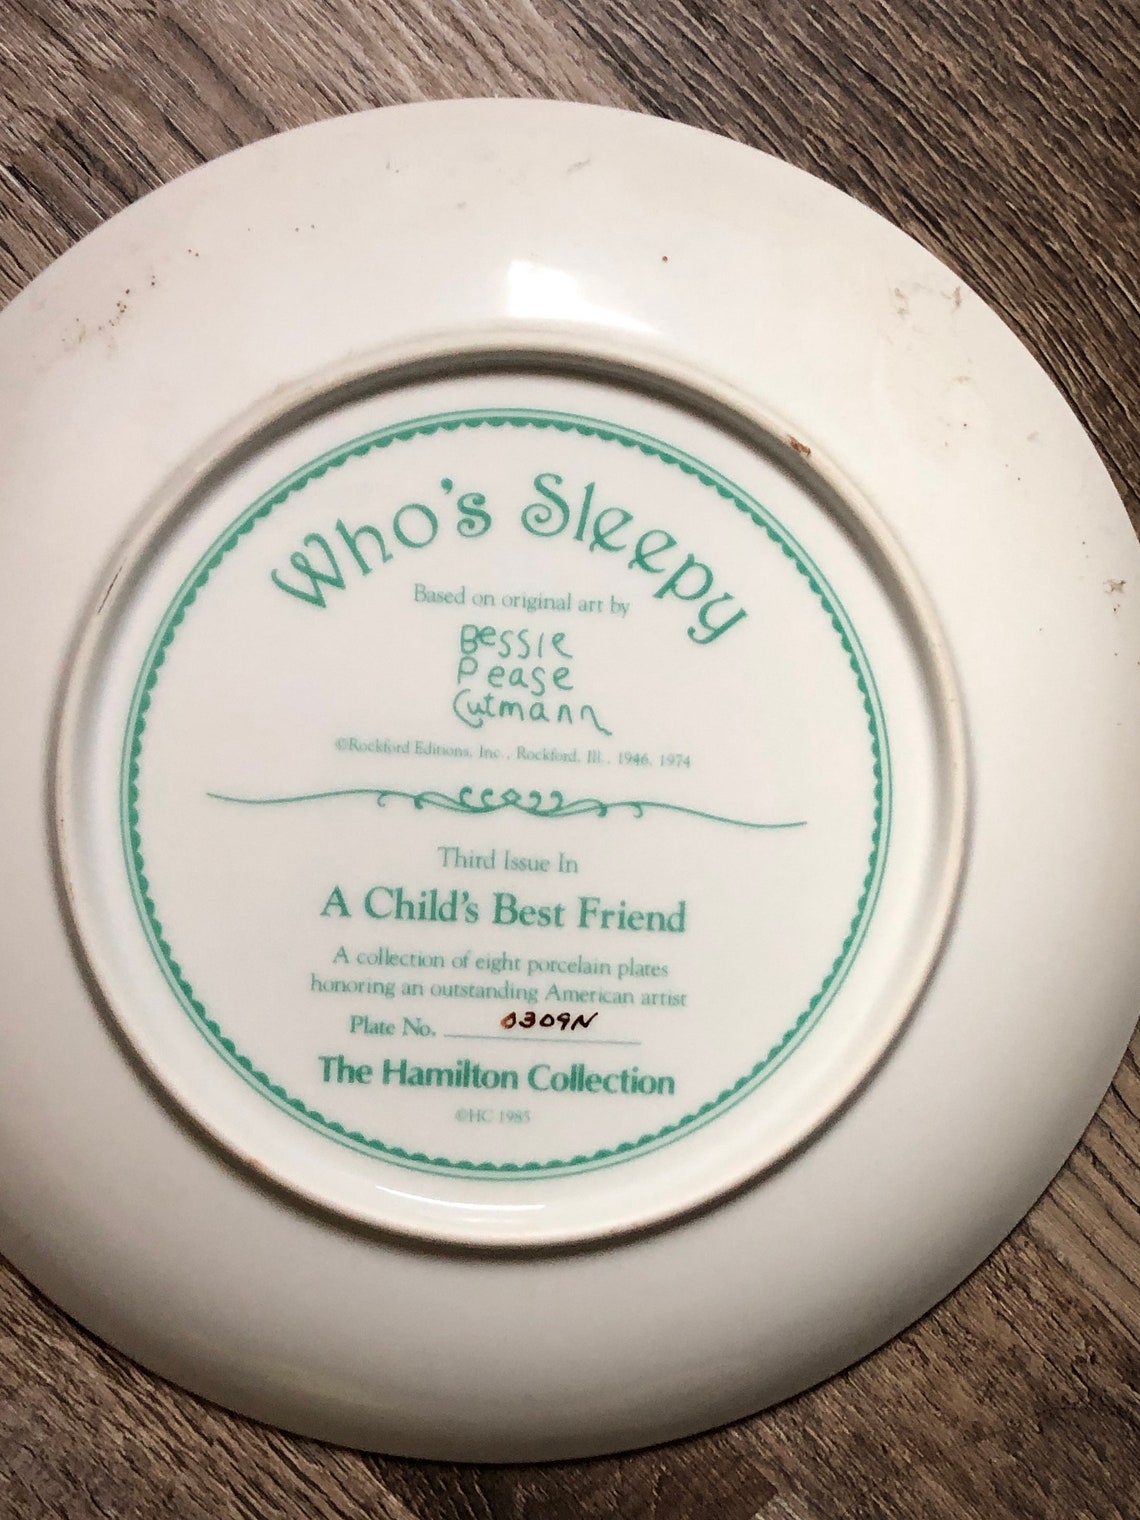 Who's Sleepy
Based on original art by
Bessie
Pease
Gutmann
©Rockford Editions, Inc., Rockford, Ill., 1946, 1974
Third Issue In
A Child's Best Friend
A collection of eight porcelain plates
honoring an outstanding American artist
Plate No. 0309N
The Hamilton Collection
©HC 1985